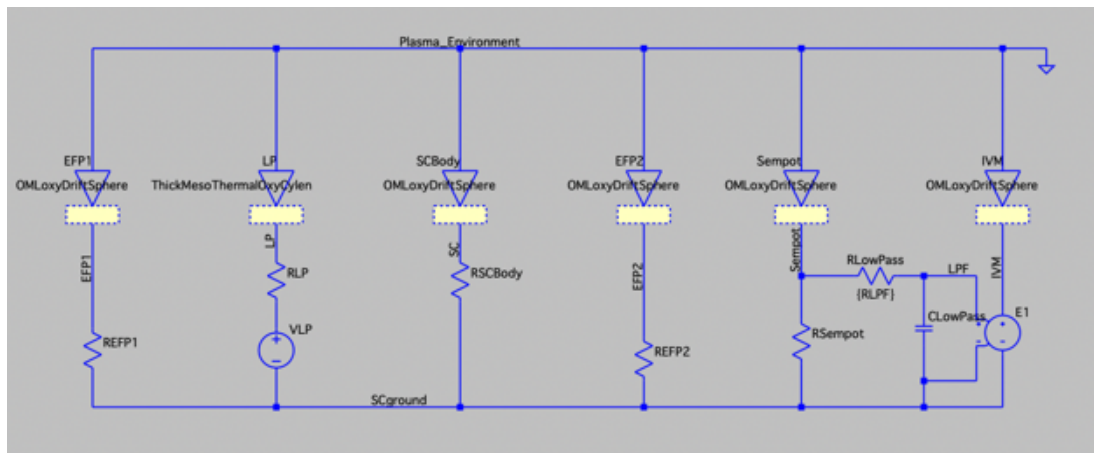 Plasma_Environment
EFP1 LP SCBody EFP2 Sempot IVM
OMLoxyDriftSphere ThickMesoThermalOxyCylen OMLoxyDriftSphere OMLoxyDriftSphere OMLoxyDriftSphere OMLoxyDriftSphere
EFP1 LP SC EFP2 Sempot IVM
RLP RSCBody RLowPass LPF
{RLPF}
VLP CLowPass E1
REFP1 REFP2 RSempot
SCground